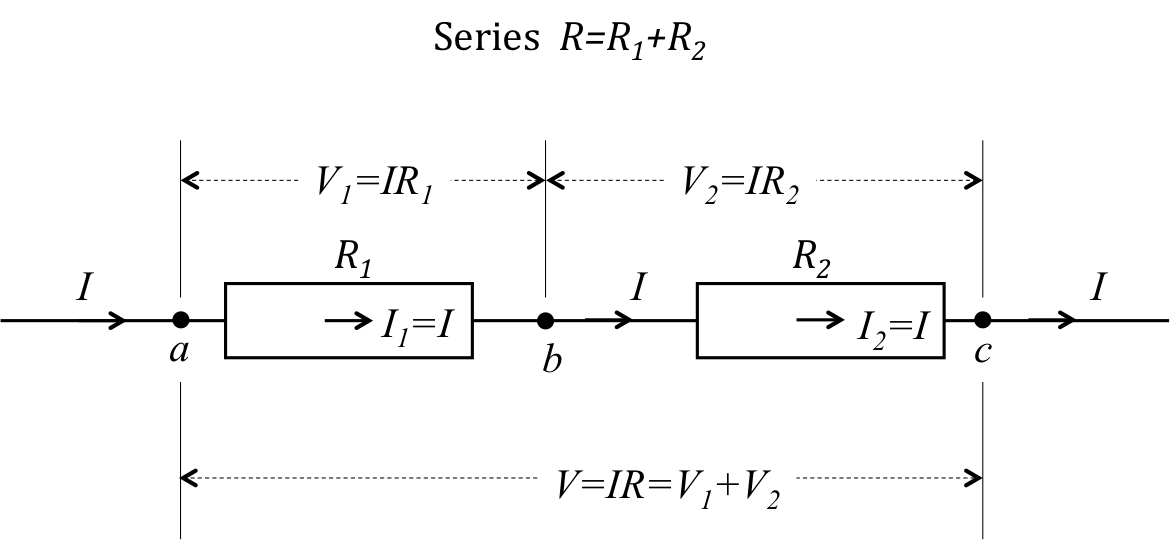 Series R=R₁+R₂
V₁=IR₁
V₂=IR₂
R₁
R₂
I
I₁=I
I
I₂=I
I
a
b
c
V=IR=V₁+V₂